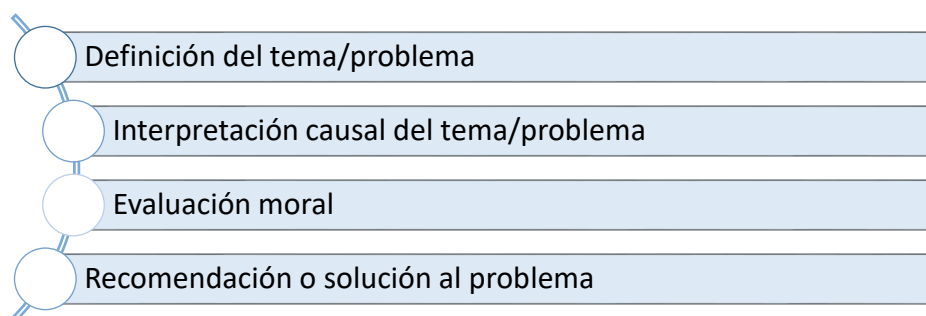 Definición del tema/problema
Interpretación causal del tema/problema
Evaluación moral
Recomendación o solución al problema